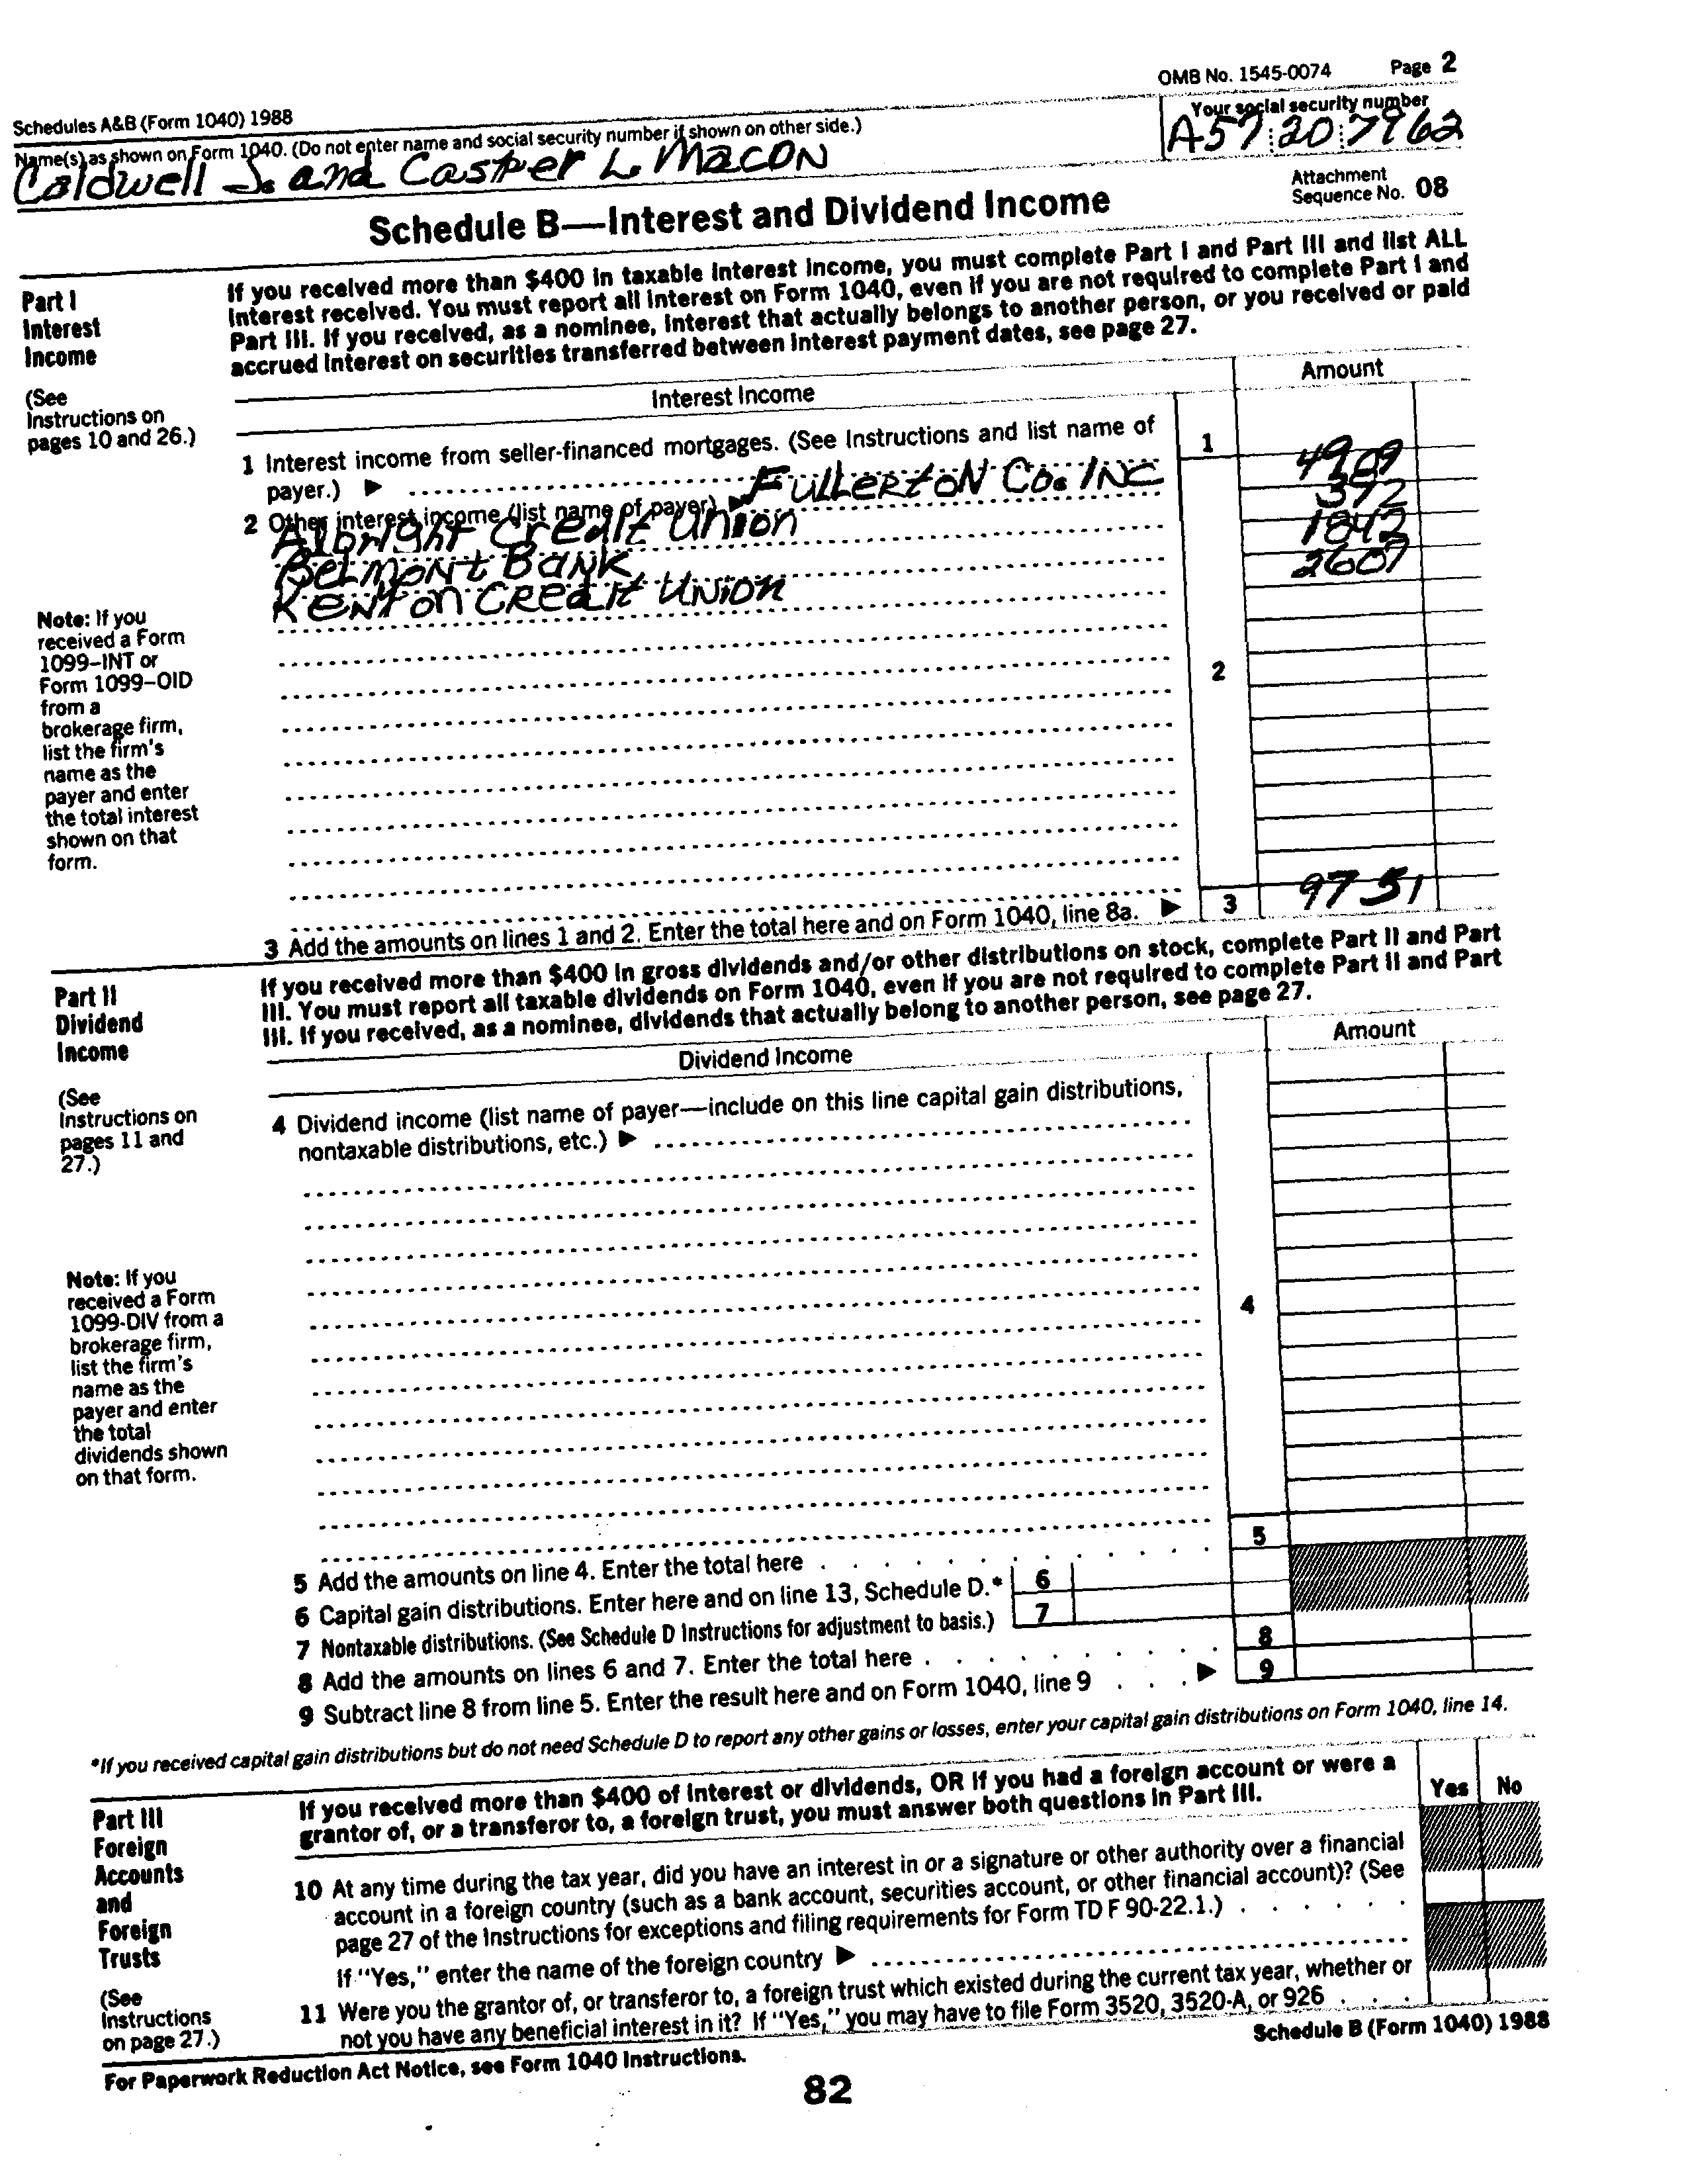 OMB No. 1545-0074 Page 2
Schedules A&B (Form 1040) 1988
Name(s) as shown on Form 1040. (Do not enter name and social security number if shown on other side.)
Your social security number
Caldwell J. and Casper L. Macon
A57 20 7962
Attachment
Sequence No. 08
Schedule B—Interest and Dividend Income
Part I
Interest
Income
(See
Instructions on
pages 10 and 26.)
If you received more than $400 in taxable interest income, you must complete Part I and Part III and list ALL
interest received. You must report all interest on Form 1040, even if you are not required to complete Part I and
Part III. If you received, as a nominee, interest that actually belongs to another person, or you received or paid
accrued interest on securities transferred between interest payment dates, see page 27.
Interest Income
Amount
1 Interest income from seller-financed mortgages. (See Instructions and list name of
payer.) ▶
1
2 Other interest income (list name of payer) ▶ Fullerton Co. INC
4909
Albright Credit Union
Belmont Bank
1842
Kenton Credit Union
2607
2
Note: If you
received a Form
1099–INT or
Form 1099–OID
from a
brokerage firm,
list the firm's
name as the
payer and enter
the total interest
shown on that
form.
3 Add the amounts on lines 1 and 2. Enter the total here and on Form 1040, line 8a. ▶ 3 9751
Part II
Dividend
Income
(See
Instructions on
pages 11 and
27.)
If you received more than $400 in gross dividends and/or other distributions on stock, complete Part II and Part
III. You must report all taxable dividends on Form 1040, even if you are not required to complete Part II and Part
III. If you received, as a nominee, dividends that actually belong to another person, see page 27.
Dividend Income
Amount
4 Dividend income (list name of payer—include on this line capital gain distributions,
nontaxable distributions, etc.) ▶
4
Note: If you
received a Form
1099-DIV from a
brokerage firm,
list the firm's
name as the
payer and enter
the total
dividends shown
on that form.
5 Add the amounts on line 4. Enter the total here 5
6 Capital gain distributions. Enter here and on line 13, Schedule D.* 6
7 Nontaxable distributions. (See Schedule D Instructions for adjustment to basis.) 7
8 Add the amounts on lines 6 and 7. Enter the total here 8
9 Subtract line 8 from line 5. Enter the result here and on Form 1040, line 9 ▶ 9
*If you received capital gain distributions but do not need Schedule D to report any other gains or losses, enter your capital gain distributions on Form 1040, line 14.
Part III
Foreign
Accounts
and
Foreign
Trusts
(See
Instructions
on page 27.)
If you received more than $400 of interest or dividends, OR if you had a foreign account or were a
grantor of, or a transferor to, a foreign trust, you must answer both questions in Part III.
Yes No
10 At any time during the tax year, did you have an interest in or a signature or other authority over a financial
account in a foreign country (such as a bank account, securities account, or other financial account)? (See
page 27 of the Instructions for exceptions and filing requirements for Form TD F 90-22.1.)
If "Yes," enter the name of the foreign country ▶
11 Were you the grantor of, or transferor to, a foreign trust which existed during the current tax year, whether or
not you have any beneficial interest in it? If "Yes," you may have to file Form 3520, 3520-A, or 926
For Paperwork Reduction Act Notice, see Form 1040 Instructions.
Schedule B (Form 1040) 1988
82